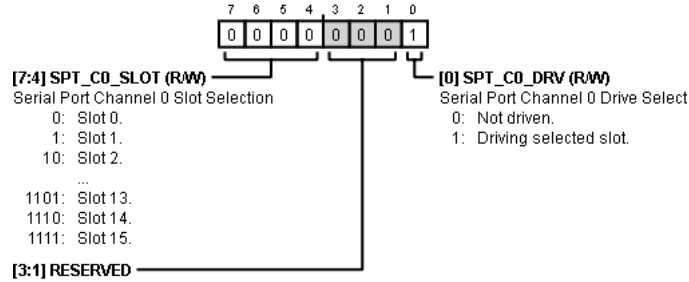 7 6 5 4 3 2 1 0
0 0 0 0 0 0 0 1
[7:4] SPT_C0_SLOT (R/W)
Serial Port Channel 0 Slot Selection
0: Slot 0.
1: Slot 1.
10: Slot 2.
...
1101: Slot 13.
1110: Slot 14.
1111: Slot 15.
[3:1] RESERVED
[0] SPT_C0_DRV (R/W)
Serial Port Channel 0 Drive Select
0: Not driven.
1: Driving selected slot.